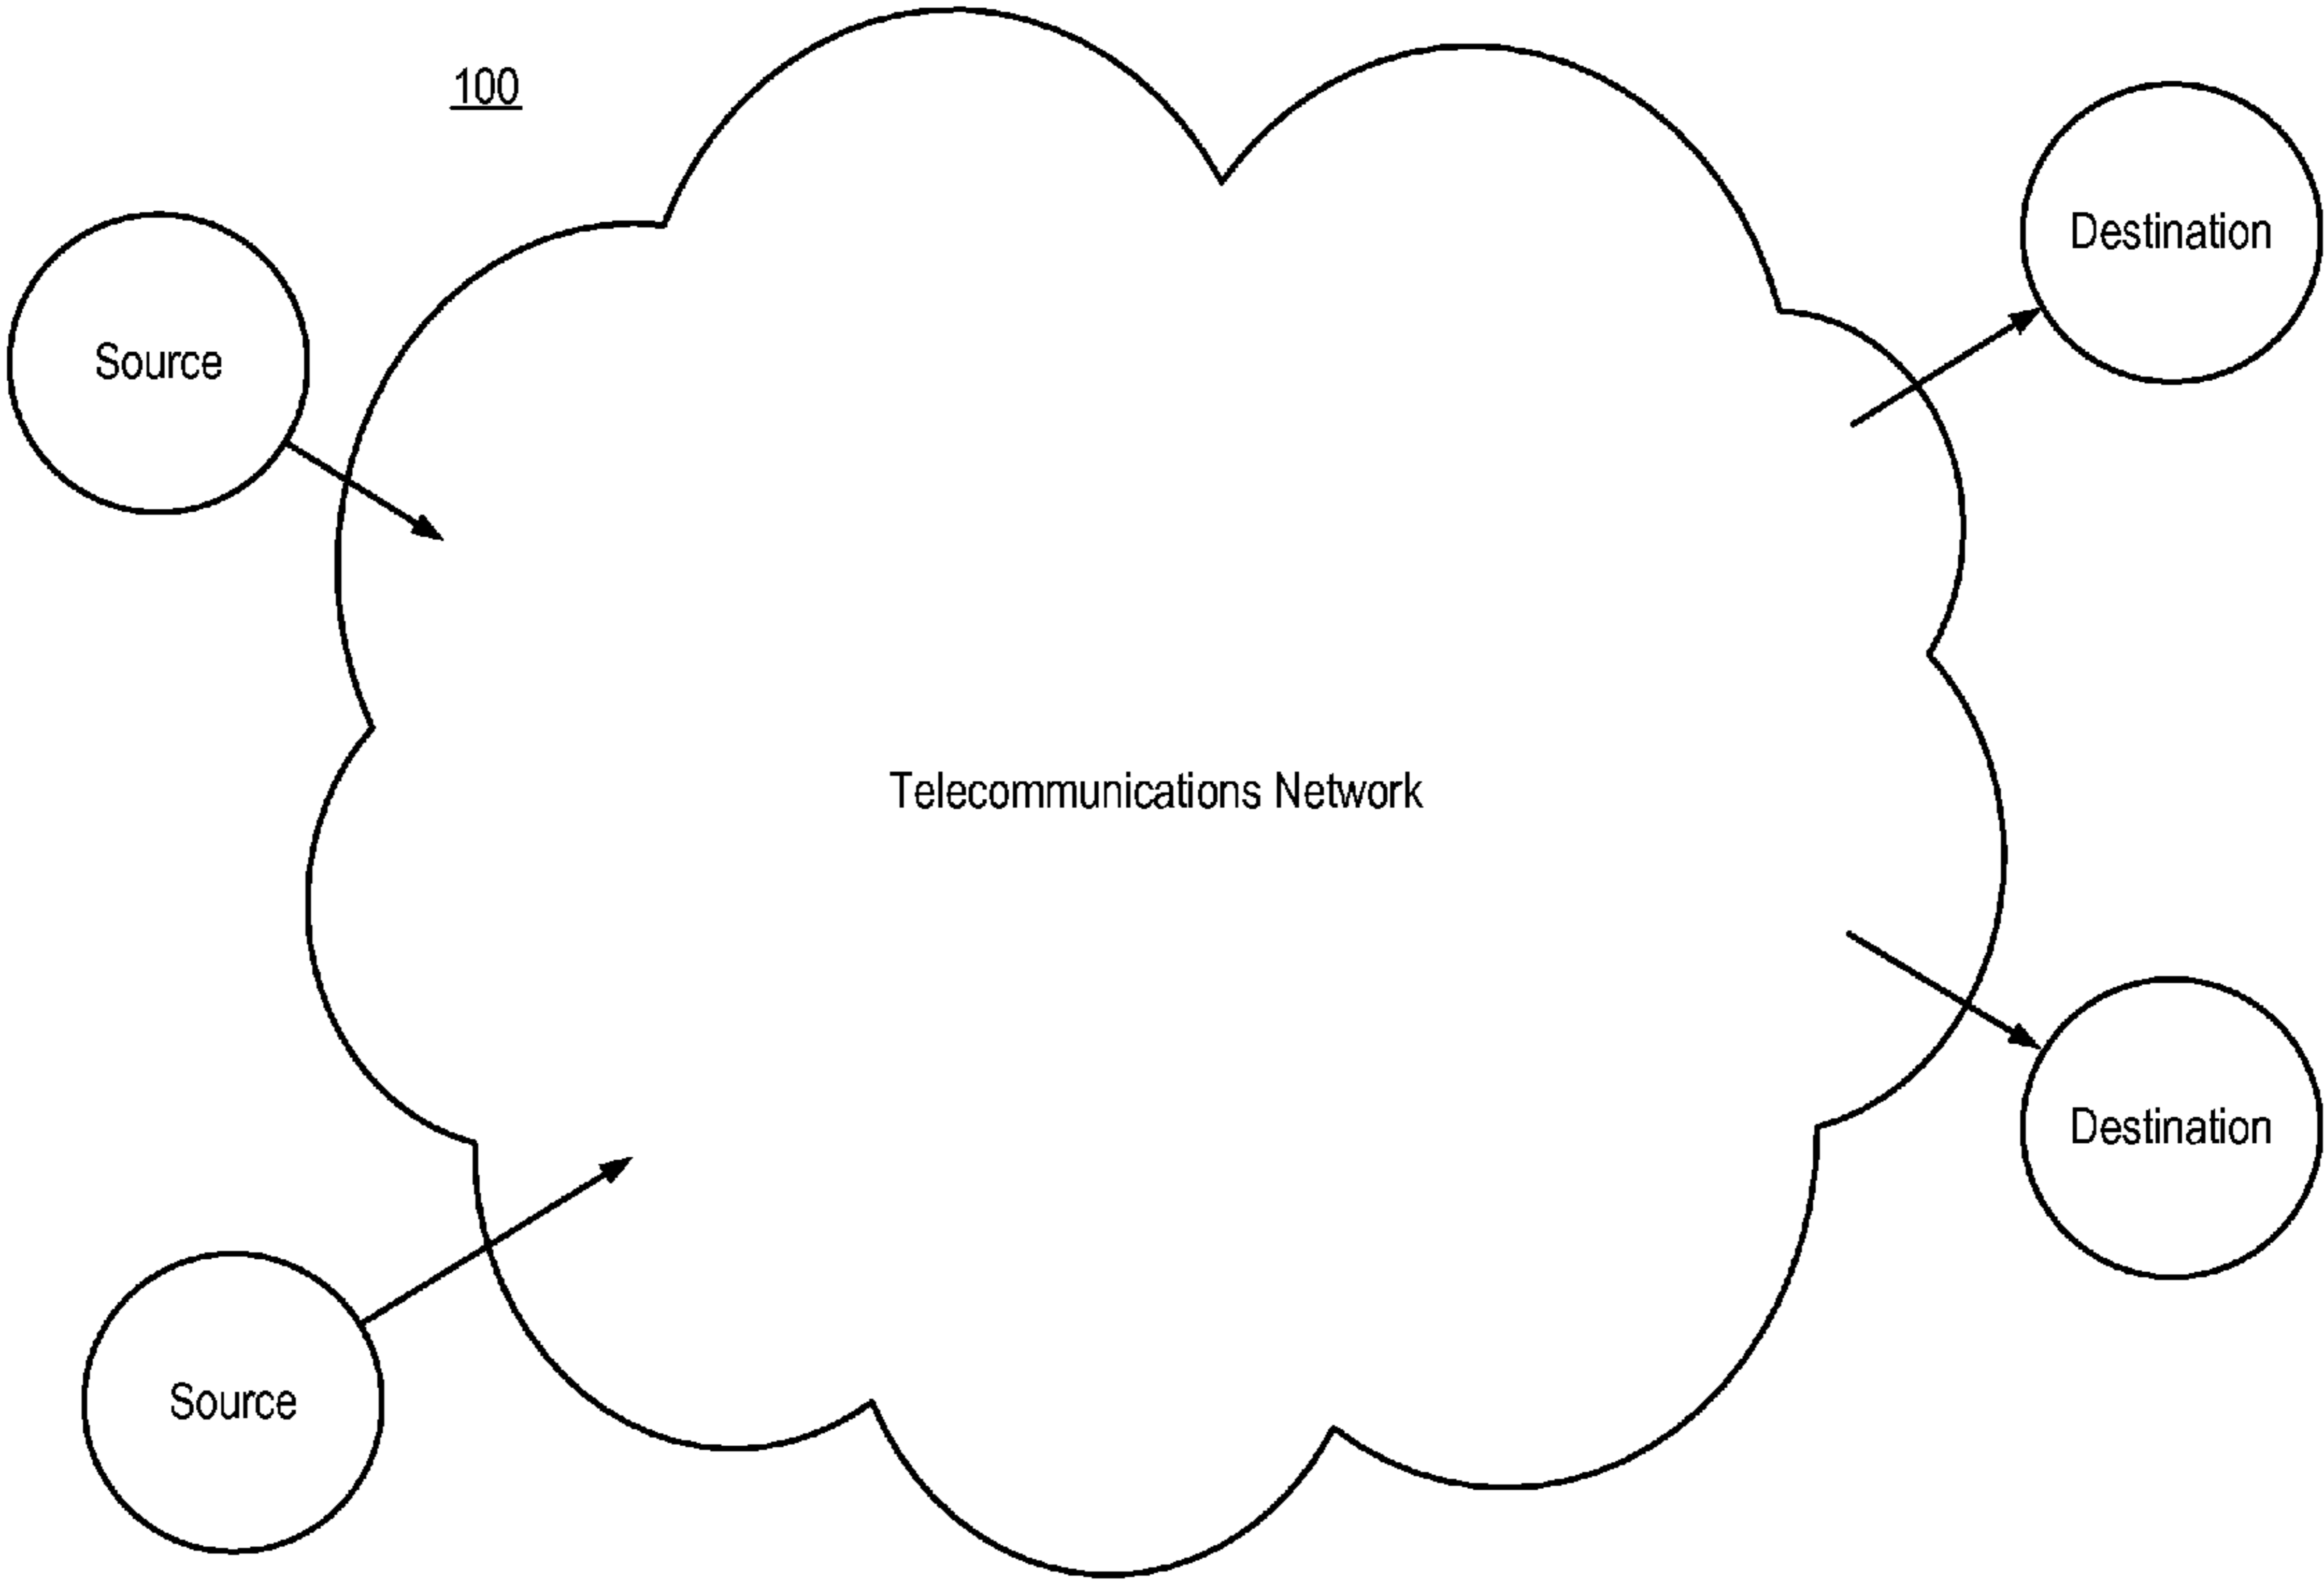 100
Destination
Source
Telecommunications Network
Destination
Source